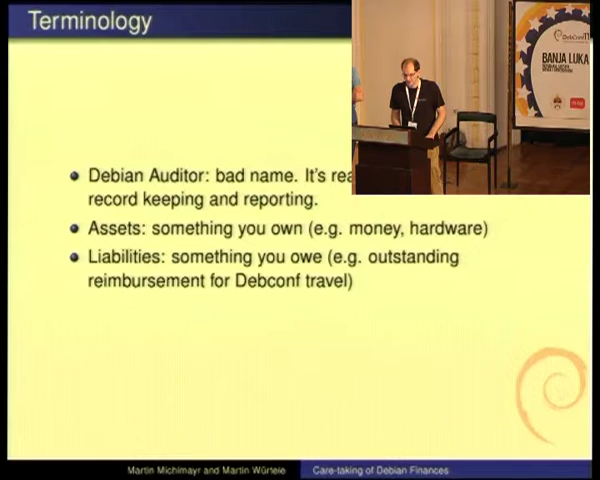 Terminology
DebConf11
BANJA LUKA
Debian Auditor: bad name. It's rea
record keeping and reporting.
Assets: something you own (e.g. money, hardware)
Liabilities: something you owe (e.g. outstanding
reimbursement for Debconf travel)
Martin Michlmayr and Martin Würtele
Care-taking of Debian Finances